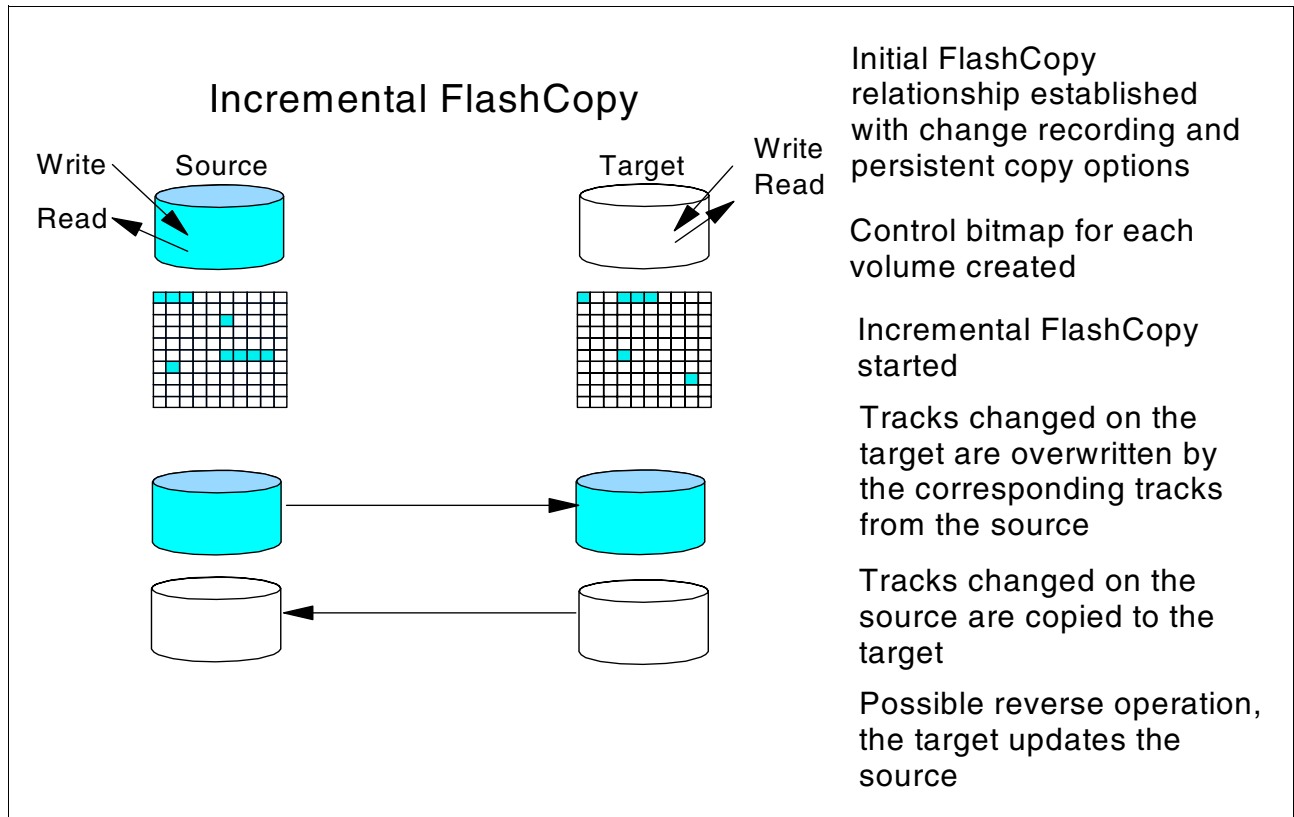 Incremental FlashCopy
Write
Read
Source
Target
Write
Read
Initial FlashCopy
relationship established
with change recording and
persistent copy options
Control bitmap for each
volume created
Incremental FlashCopy
started
Tracks changed on the
target are overwritten by
the corresponding tracks
from the source
Tracks changed on the
source are copied to the
target
Possible reverse operation,
the target updates the
source